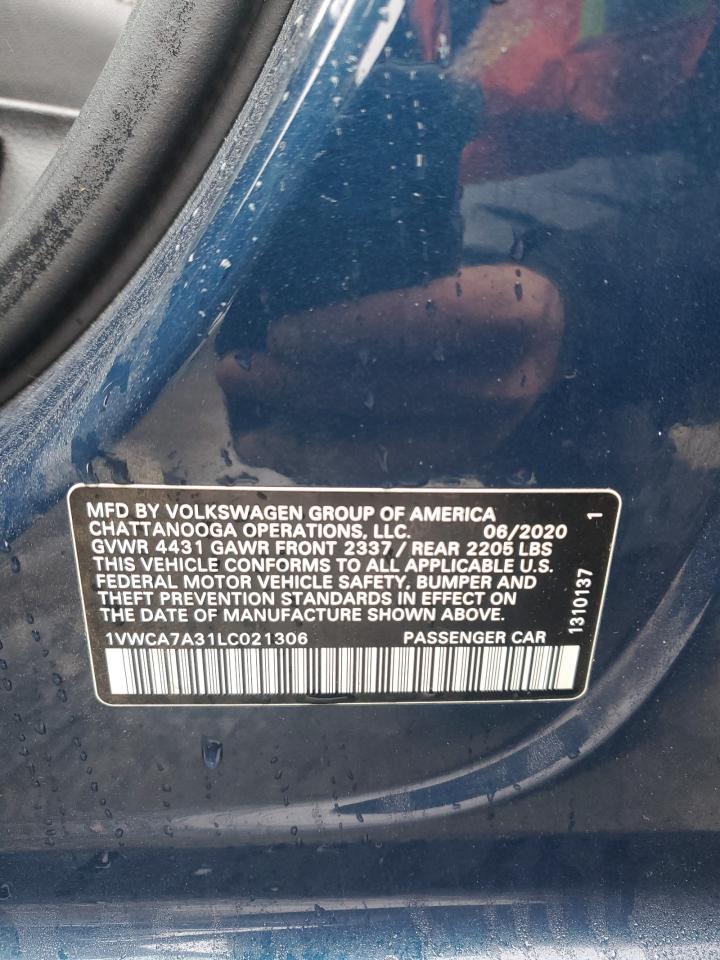 MFD BY VOLKSWAGEN GROUP OF AMERICA
CHATTANOOGA OPERATIONS, LLC. 06/2020
GVWR 4431 GAWR FRONT 2337 / REAR 2205 LBS
THIS VEHICLE CONFORMS TO ALL APPLICABLE U.S.
FEDERAL MOTOR VEHICLE SAFETY, BUMPER AND
THEFT PREVENTION STANDARDS IN EFFECT ON
THE DATE OF MANUFACTURE SHOWN ABOVE.
1VWCA7A31LC021306 PASSENGER CAR
1310137 1